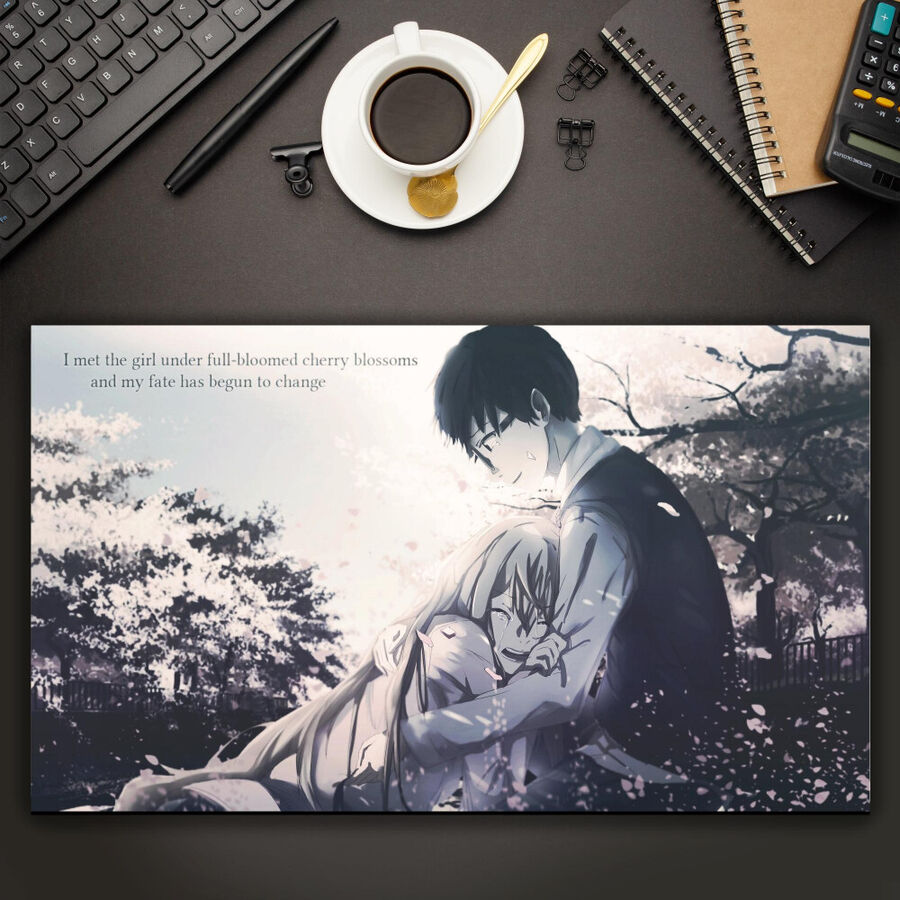 I met the girl under full-bloomed cherry blossoms
and my fate has begun to change